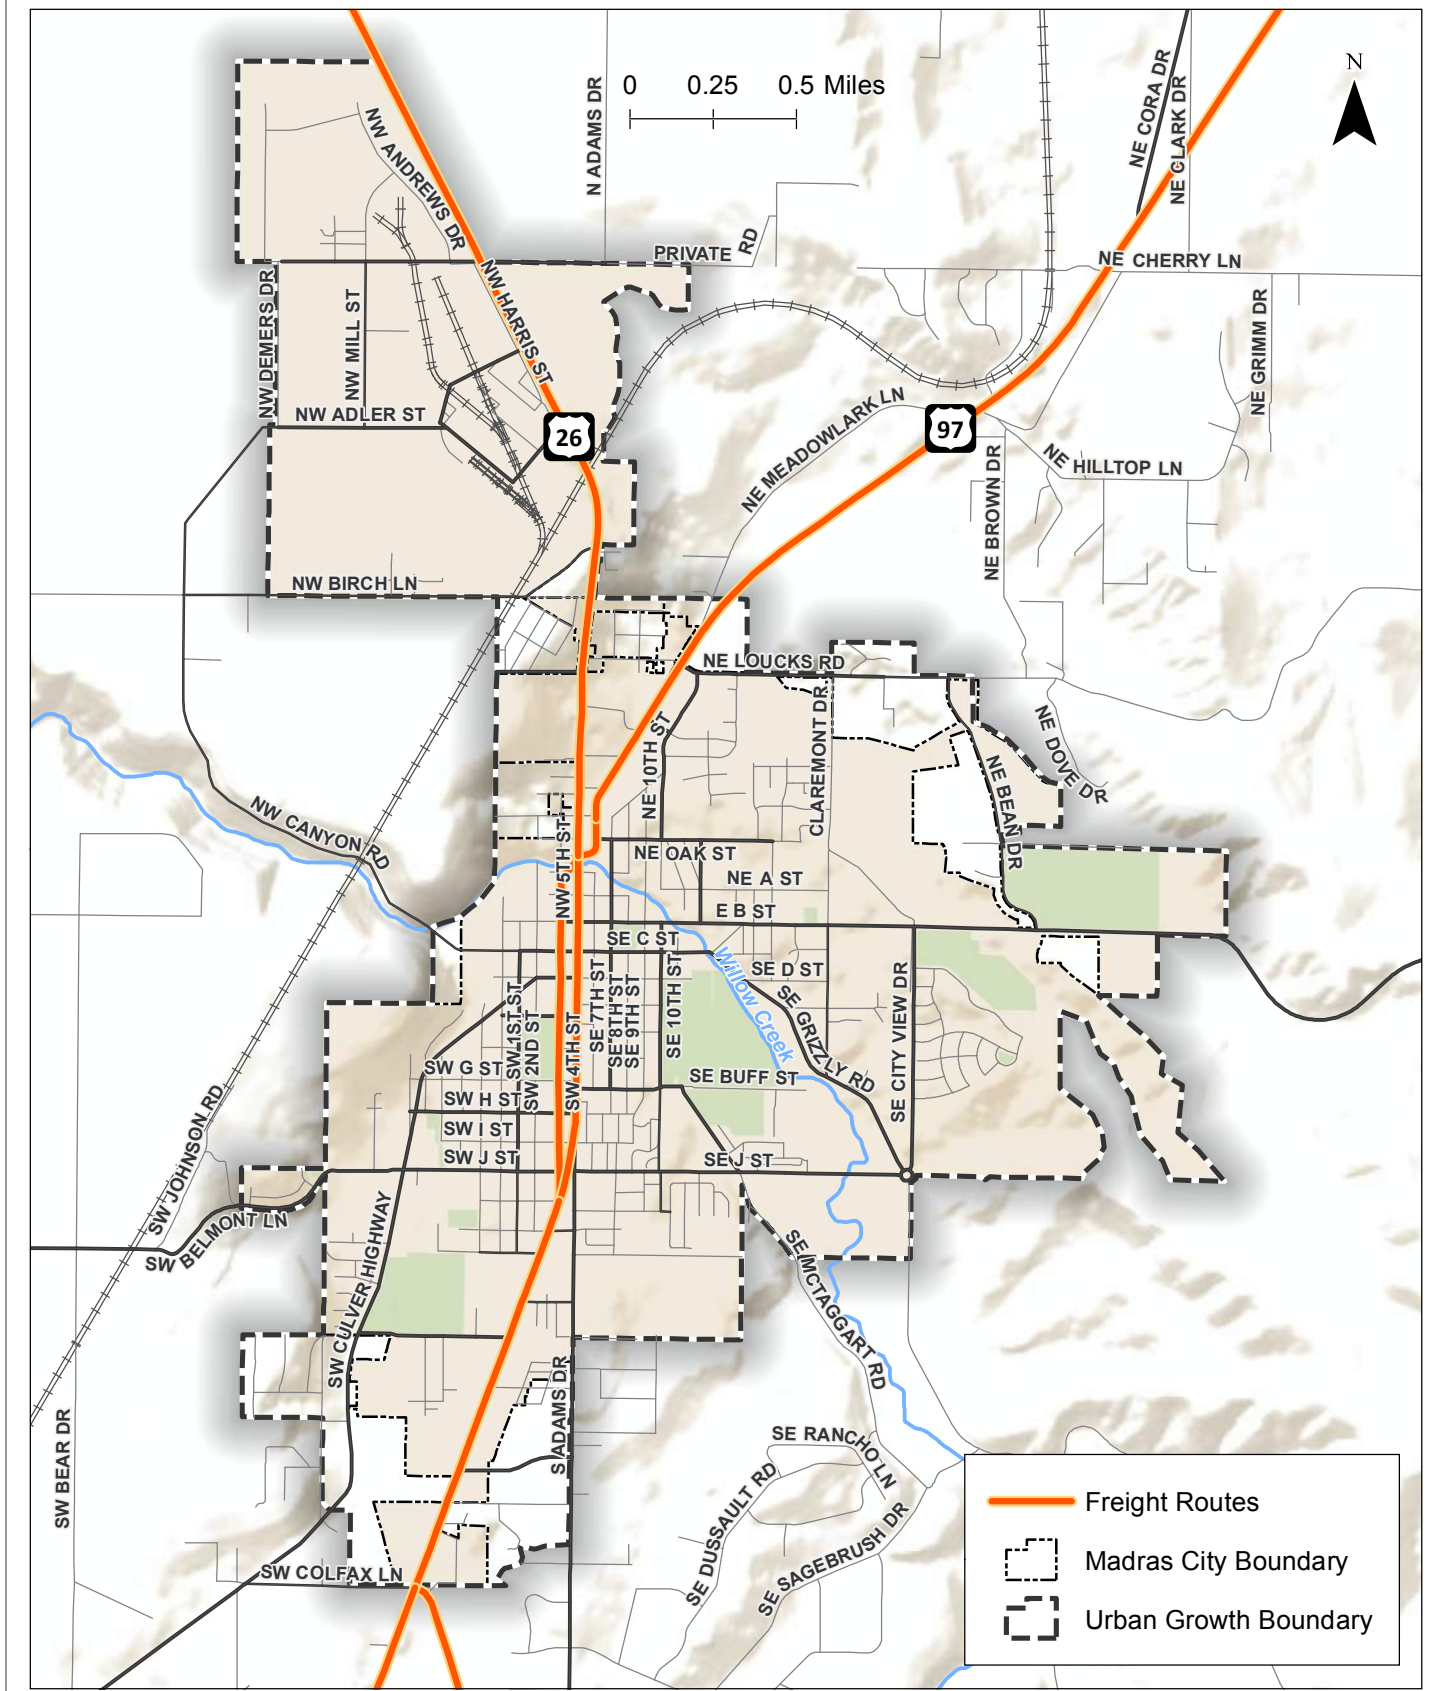 N
0 0.25 0.5 Miles
N ADAMS DR
NE CORA DR
NE CLARK DR
NW ANDREWS DR
PRIVATE RD
NE CHERRY LN
NW DEMERS DR
NW MILL ST
NW HARRIS ST
NE GRIMM DR
NW ADLER ST
26
97
NE MEADOWLARK LN
NE HILLTOP LN
NE BROWN DR
NW BIRCH LN
NE LOUCKS RD
CLAREMONT DR
NE 10TH ST
NE DOVE DR
NE BEAN DR
NW CANYON RD
NW 5TH ST
NE OAK ST
NE A ST
E B ST
SE C ST
SE D ST
Willow Creek
SE GRIZZLY RD
SE CITY VIEW DR
SE 7TH ST
SE 8TH ST
SE 9TH ST
SE 10TH ST
SW 1ST ST
SW 2ND ST
SW 4TH ST
SW G ST
SE BUFF ST
SW H ST
SW I ST
SW J ST
SE J ST
SW JOHNSON RD
SW BELMONT LN
SW CULVER HIGHWAY
SE MCTAGGART RD
S ADAMS DR
SW BEAR DR
SE RANCHO LN
SE DUSSAULT RD
SE SAGEBRUSH DR
SW COLFAX LN
Freight Routes
Madras City Boundary
Urban Growth Boundary